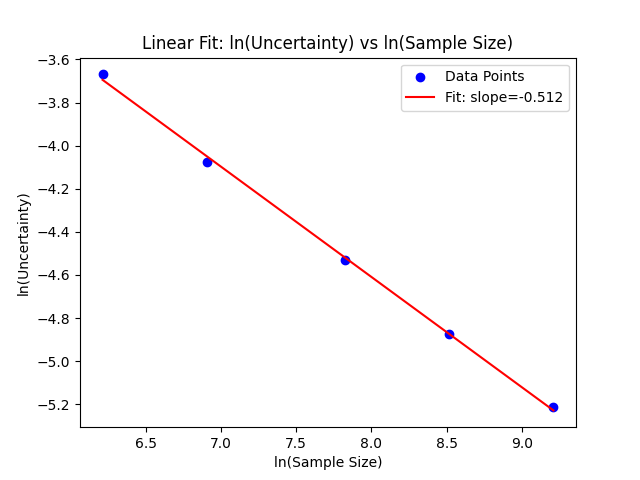 Linear Fit: ln(Uncertainty) vs ln(Sample Size)
Data Points
Fit: slope=-0.512
ln(Uncertainty)
−3.6
−3.8
−4.0
−4.2
−4.4
−4.6
−4.8
−5.0
−5.2
6.5 7.0 7.5 8.0 8.5 9.0
ln(Sample Size)